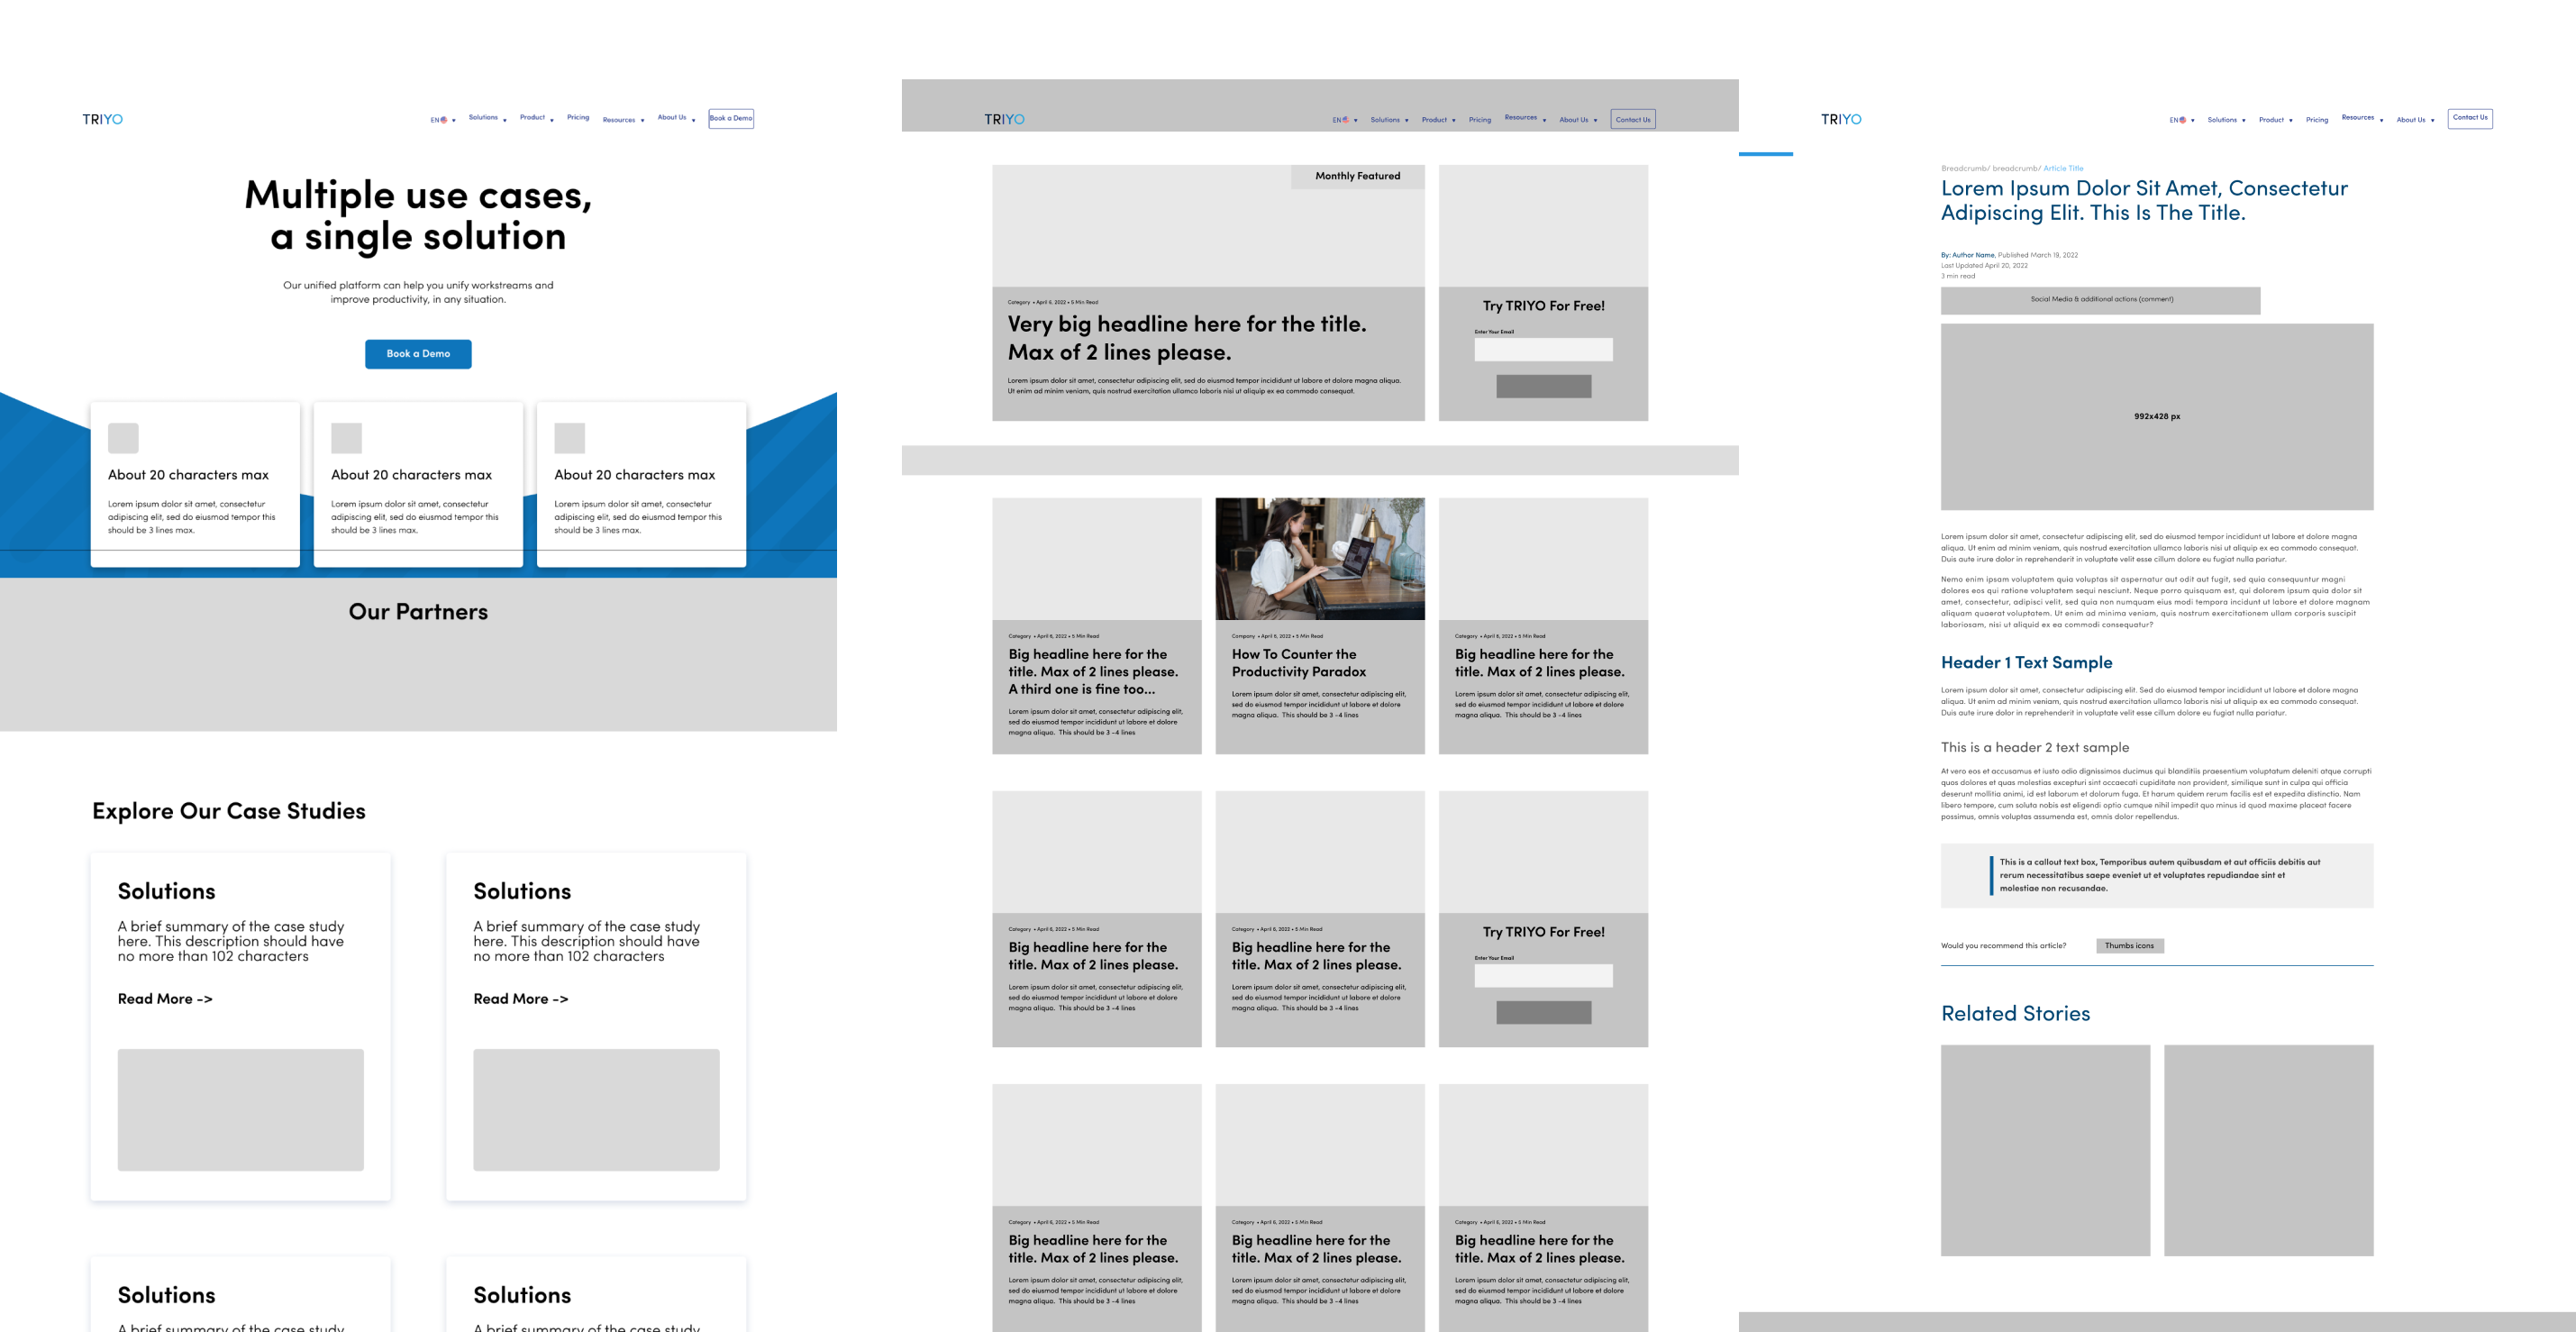 TRIYO
EN Solutions Product Pricing Resources About Us Book a Demo
Multiple use cases,
a single solution
Our unified platform can help you unify workstreams and
improve productivity, in any situation.
Book a Demo
About 20 characters max
Lorem ipsum dolor sit amet, consectetur
adipiscing elit, sed do eiusmod tempor this
should be 3 lines max.
About 20 characters max
Lorem ipsum dolor sit amet, consectetur
adipiscing elit, sed do eiusmod tempor this
should be 3 lines max.
About 20 characters max
Lorem ipsum dolor sit amet, consectetur
adipiscing elit, sed do eiusmod tempor this
should be 3 lines max.
Our Partners
Explore Our Case Studies
Solutions
A brief summary of the case study
here. This description should have
no more than 102 characters
Read More ->
Solutions
A brief summary of the case study
here. This description should have
no more than 102 characters
Read More ->
Solutions
A brief summary of the case study
Solutions
A brief summary of the case study
TRIYO
EN Solutions Product Pricing Resources About Us Contact Us
Monthly Featured
Category • April 6, 2022 • 5 Min Read
Very big headline here for the title.
Max of 2 lines please.
Lorem ipsum dolor sit amet, consectetur adipiscing elit, sed do eiusmod tempor incididunt ut labore et dolore magna aliqua.
Ut enim ad minim veniam, quis nostrud exercitation ullamco laboris nisi ut aliquip ex ea commodo consequat.
Try TRIYO For Free!
Enter Your Email
Category • April 6, 2022 • 5 Min Read
Big headline here for the
title. Max of 2 lines please.
A third one is fine too...
Lorem ipsum dolor sit amet, consectetur adipiscing elit,
sed do eiusmod tempor incididunt ut labore et dolore
magna aliqua. This should be 3 -4 lines
Company • April 6, 2022 • 5 Min Read
How To Counter the
Productivity Paradox
Lorem ipsum dolor sit amet, consectetur adipiscing elit,
sed do eiusmod tempor incididunt ut labore et dolore
magna aliqua. This should be 3 -4 lines
Category • April 6, 2022 • 5 Min Read
Big headline here for the
title. Max of 2 lines please.
Lorem ipsum dolor sit amet, consectetur adipiscing elit,
sed do eiusmod tempor incididunt ut labore et dolore
magna aliqua. This should be 3 -4 lines
Category • April 6, 2022 • 5 Min Read
Big headline here for the
title. Max of 2 lines please.
Lorem ipsum dolor sit amet, consectetur adipiscing elit,
sed do eiusmod tempor incididunt ut labore et dolore
magna aliqua. This should be 3 -4 lines
Category • April 6, 2022 • 5 Min Read
Big headline here for the
title. Max of 2 lines please.
Lorem ipsum dolor sit amet, consectetur adipiscing elit,
sed do eiusmod tempor incididunt ut labore et dolore
magna aliqua. This should be 3 -4 lines
Try TRIYO For Free!
Enter Your Email
Category • April 6, 2022 • 5 Min Read
Big headline here for the
title. Max of 2 lines please.
Lorem ipsum dolor sit amet, consectetur adipiscing elit,
sed do eiusmod tempor incididunt ut labore et dolore
magna aliqua. This should be 3 -4 lines
Category • April 6, 2022 • 5 Min Read
Big headline here for the
title. Max of 2 lines please.
Lorem ipsum dolor sit amet, consectetur adipiscing elit,
sed do eiusmod tempor incididunt ut labore et dolore
magna aliqua. This should be 3 -4 lines
Category • April 6, 2022 • 5 Min Read
Big headline here for the
title. Max of 2 lines please.
Lorem ipsum dolor sit amet, consectetur adipiscing elit,
sed do eiusmod tempor incididunt ut labore et dolore
magna aliqua. This should be 3 -4 lines
TRIYO
EN Solutions Product Pricing Resources About Us Contact Us
Breadcrumb/ breadcrumb/ Article Title
Lorem Ipsum Dolor Sit Amet, Consectetur
Adipiscing Elit. This Is The Title.
By: Author Name, Published March 19, 2022
Last Updated April 20, 2022
3 min read
Social Media & additional actions (comment)
992x428 px
Lorem ipsum dolor sit amet, consectetur adipiscing elit, sed do eiusmod tempor incididunt ut labore et dolore magna
aliqua. Ut enim ad minim veniam, quis nostrud exercitation ullamco laboris nisi ut aliquip ex ea commodo consequat.
Duis aute irure dolor in reprehenderit in voluptate velit esse cillum dolore eu fugiat nulla pariatur.
Nemo enim ipsam voluptatem quia voluptas sit aspernatur aut odit aut fugit, sed quia consequuntur magni
dolores eos qui ratione voluptatem sequi nesciunt. Neque porro quisquam est, qui dolorem ipsum quia dolor sit
amet, consectetur, adipisci velit, sed quia non numquam eius modi tempora incidunt ut labore et dolore magnam
aliquam quaerat voluptatem. Ut enim ad minima veniam, quis nostrum exercitationem ullam corporis suscipit
laboriosam, nisi ut aliquid ex ea commodi consequatur?
Header 1 Text Sample
Lorem ipsum dolor sit amet, consectetur adipiscing elit. Sed do eiusmod tempor incididunt ut labore et dolore magna
aliqua. Ut enim ad minim veniam, quis nostrud exercitation ullamco laboris nisi ut aliquip ex ea commodo consequat.
Duis aute irure dolor in reprehenderit in voluptate velit esse cillum dolore eu fugiat nulla pariatur.
This is a header 2 text sample
At vero eos et accusamus et iusto odio dignissimos ducimus qui blanditiis praesentium voluptatum deleniti atque corrupti
quos dolores et quas molestias excepturi sint occaecati cupiditate non provident, similique sunt in culpa qui officia
deserunt mollitia animi, id est laborum et dolorum fuga. Et harum quidem rerum facilis est et expedita distinctio. Nam
libero tempore, cum soluta nobis est eligendi optio cumque nihil impedit quo minus id quod maxime placeat facere
possimus, omnis voluptas assumenda est, omnis dolor repellendus.
This is a callout text box, Temporibus autem quibusdam et aut officiis debitis aut
rerum necessitatibus saepe eveniet ut et voluptates repudiandae sint et
molestiae non recusandae.
Would you recommend this article? Thumbs icons
Related Stories